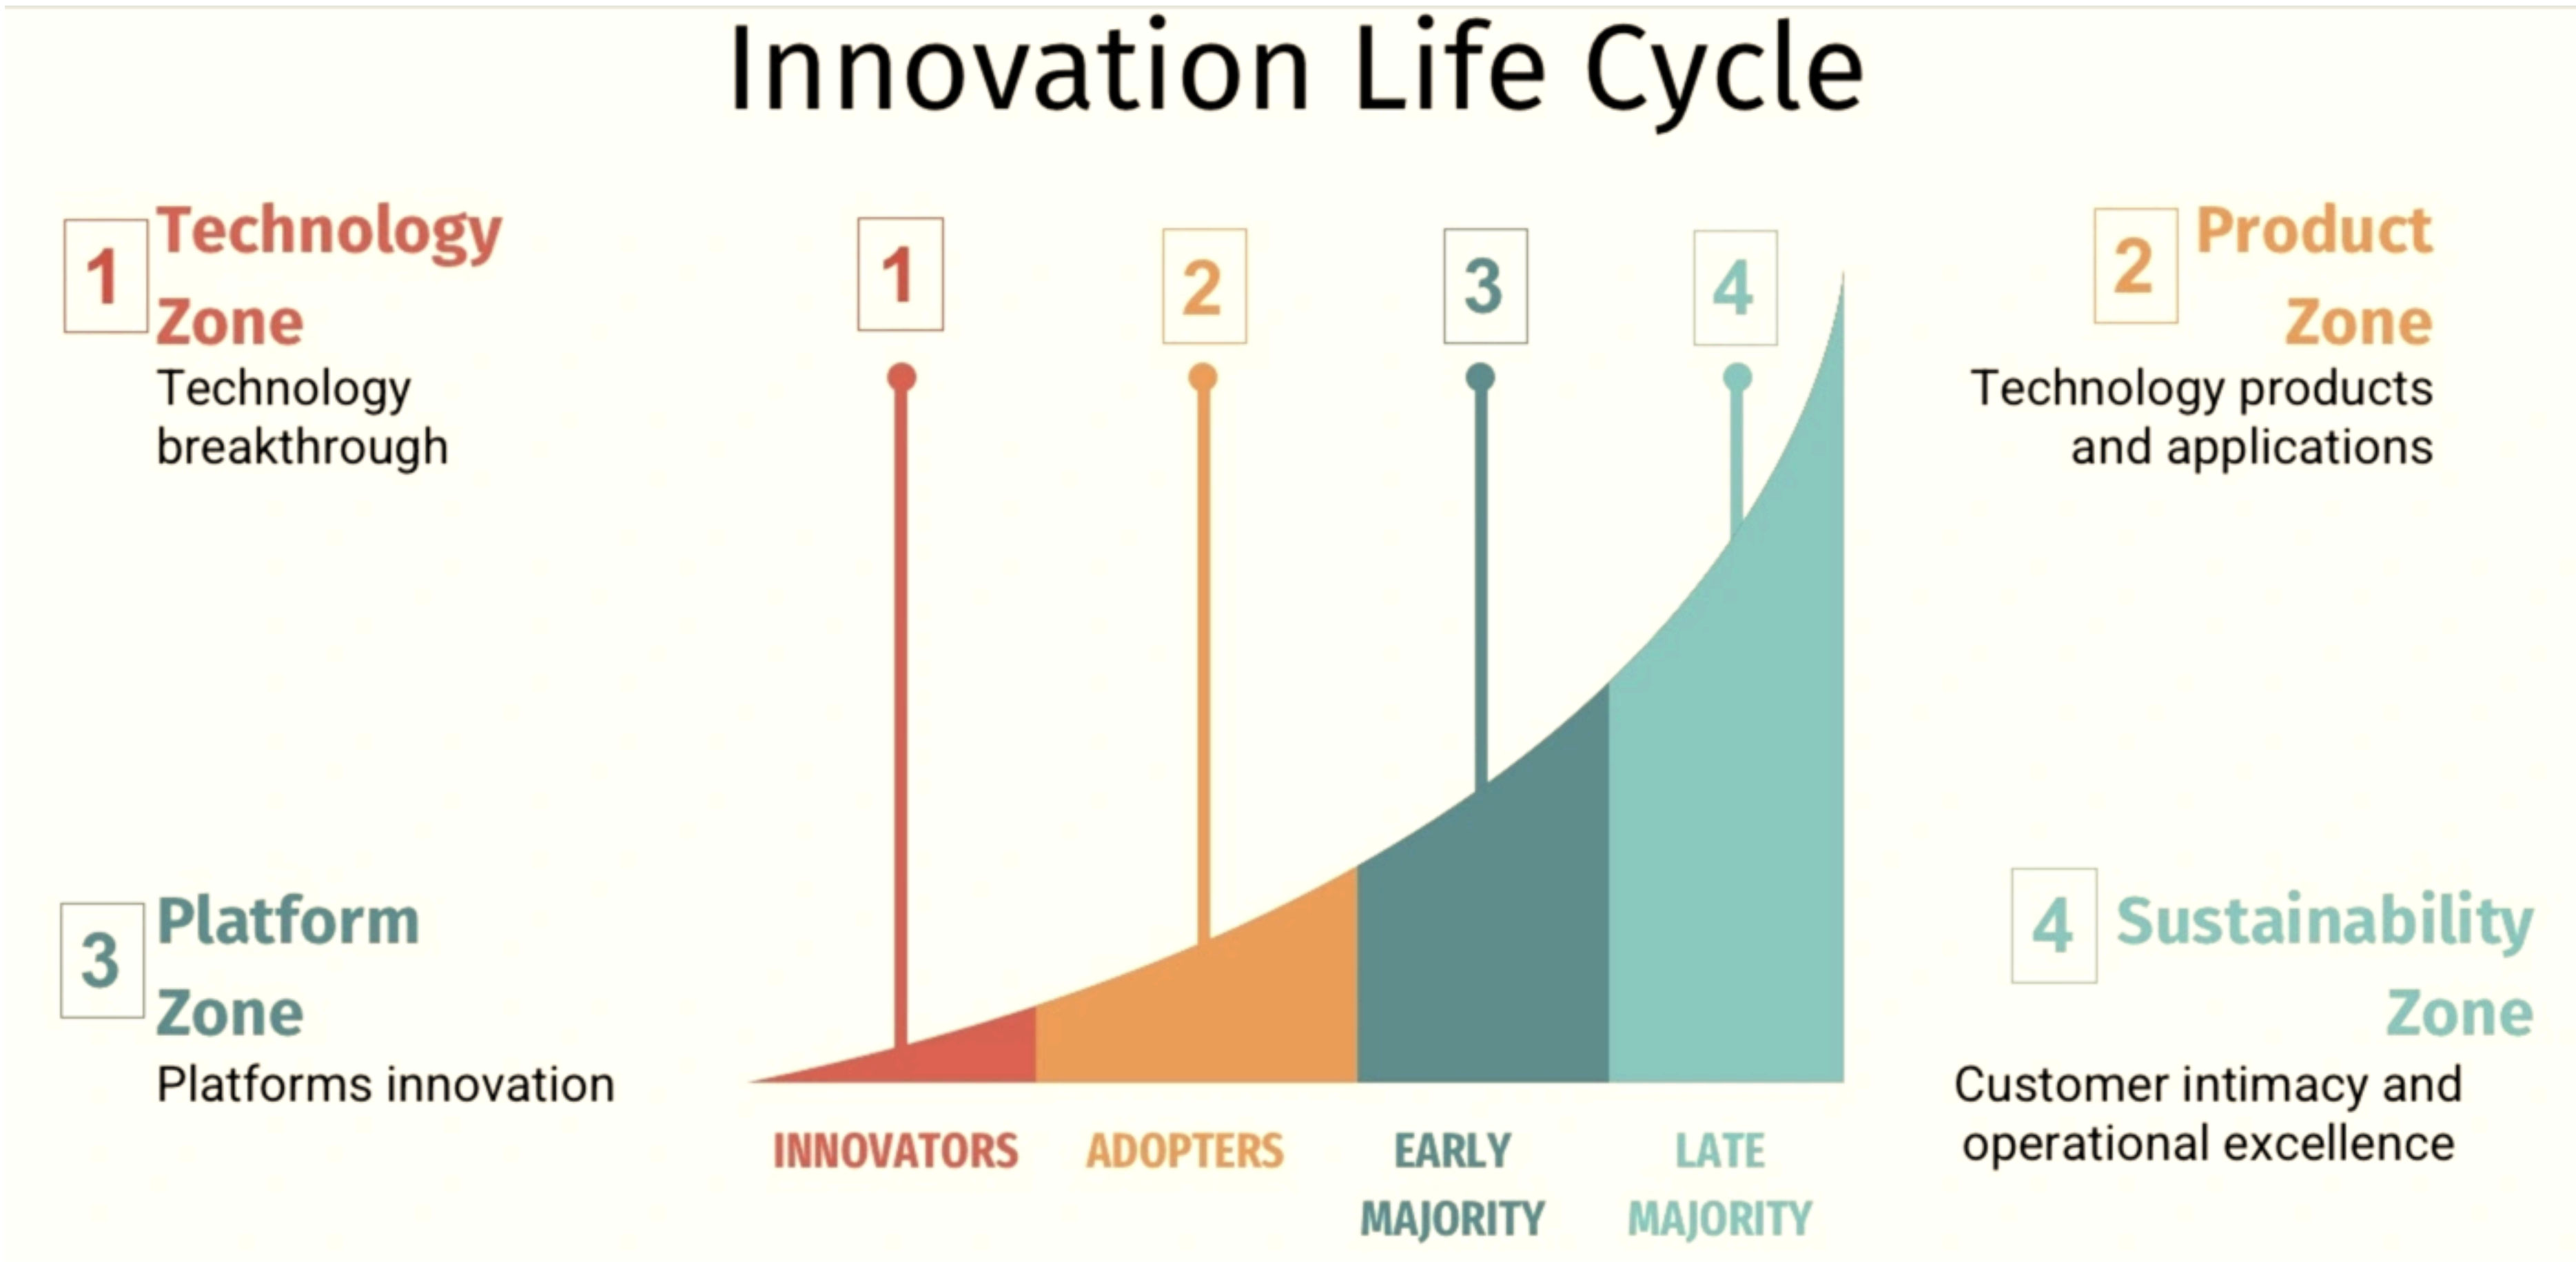 Innovation Life Cycle
1
Technology
Zone
Technology
breakthrough
1
2
3
4
2
Product
Zone
Technology products
and applications
3
Platform
Zone
Platforms innovation
4
Sustainability
Zone
Customer intimacy and
operational excellence
INNOVATORS
ADOPTERS
EARLY
MAJORITY
LATE
MAJORITY